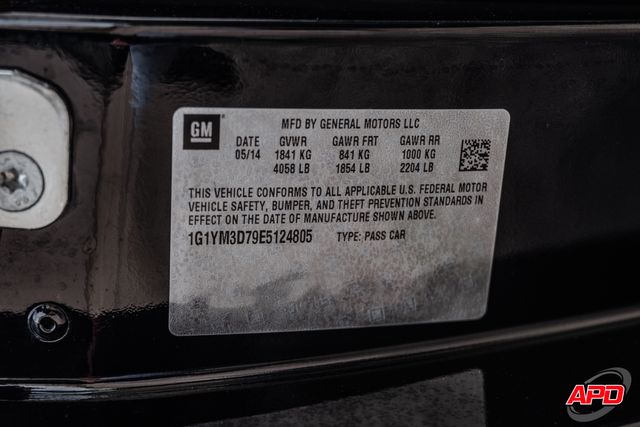 GM
MFD BY GENERAL MOTORS LLC
DATE GVWR GAWR FRT GAWR RR
05/14 1841 KG 841 KG 1000 KG
4058 LB 1854 LB 2204 LB
THIS VEHICLE CONFORMS TO ALL APPLICABLE U.S. FEDERAL MOTOR
VEHICLE SAFETY, BUMPER, AND THEFT PREVENTION STANDARDS IN
EFFECT ON THE DATE OF MANUFACTURE SHOWN ABOVE.
1G1YM3D79E5124805 TYPE: PASS CAR
APD